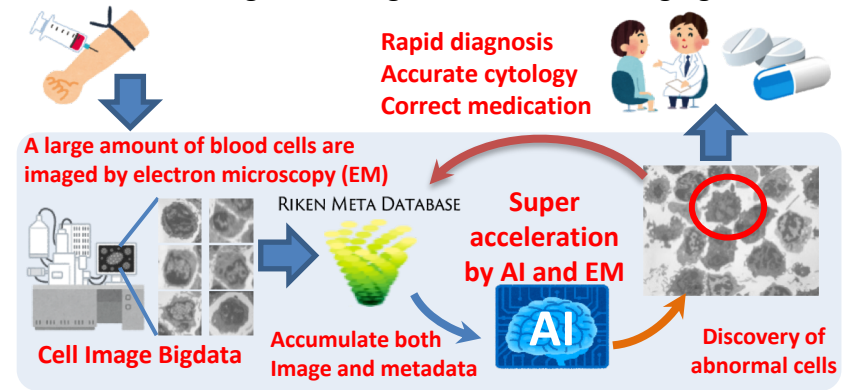 Rapid diagnosis
Accurate cytology
Correct medication
A large amount of blood cells are
imaged by electron microscopy (EM)
RIKEN META DATABASE
Super
acceleration
by AI and EM
AI
Cell Image Bigdata
Accumulate both
Image and metadata
Discovery of
abnormal cells